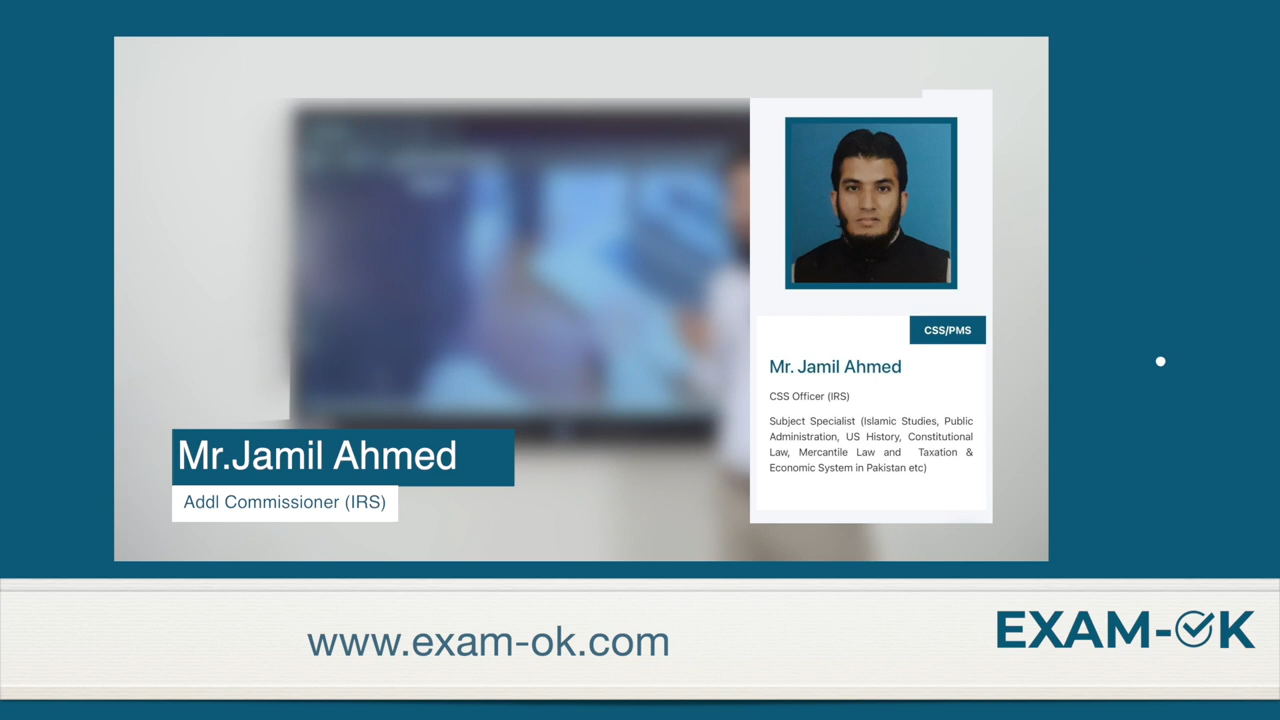 CSS/PMS
Mr. Jamil Ahmed
CSS Officer (IRS)
Subject Specialist (Islamic Studies, Public
Administration, US History, Constitutional
Law, Mercantile Law and Taxation &
Economic System in Pakistan etc)
Mr.Jamil Ahmed
Addl Commissioner (IRS)
www.exam-ok.com
EXAM-OK